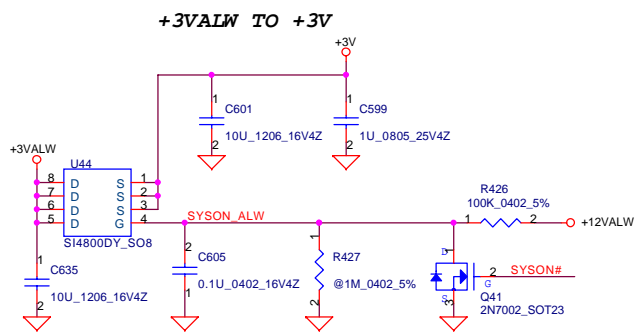 +3VALW TO +3V
+3V
1 C601 1 C599
2 10U_1206_16V4Z 2 1U_0805_25V4Z
+3VALW
U44
8 D S 1
7 D S 2
6 D S 3
5 D G 4
SI4800DY_SO8
SYSON_ALW
R426
100K_0402_5%
1 2 +12VALW
1 C635
2 10U_1206_16V4Z
2 C605
1 0.1U_0402_16V4Z
1 R427
2 @1M_0402_5%
D 1
2 G SYSON#
S 3
Q41
2N7002_SOT23